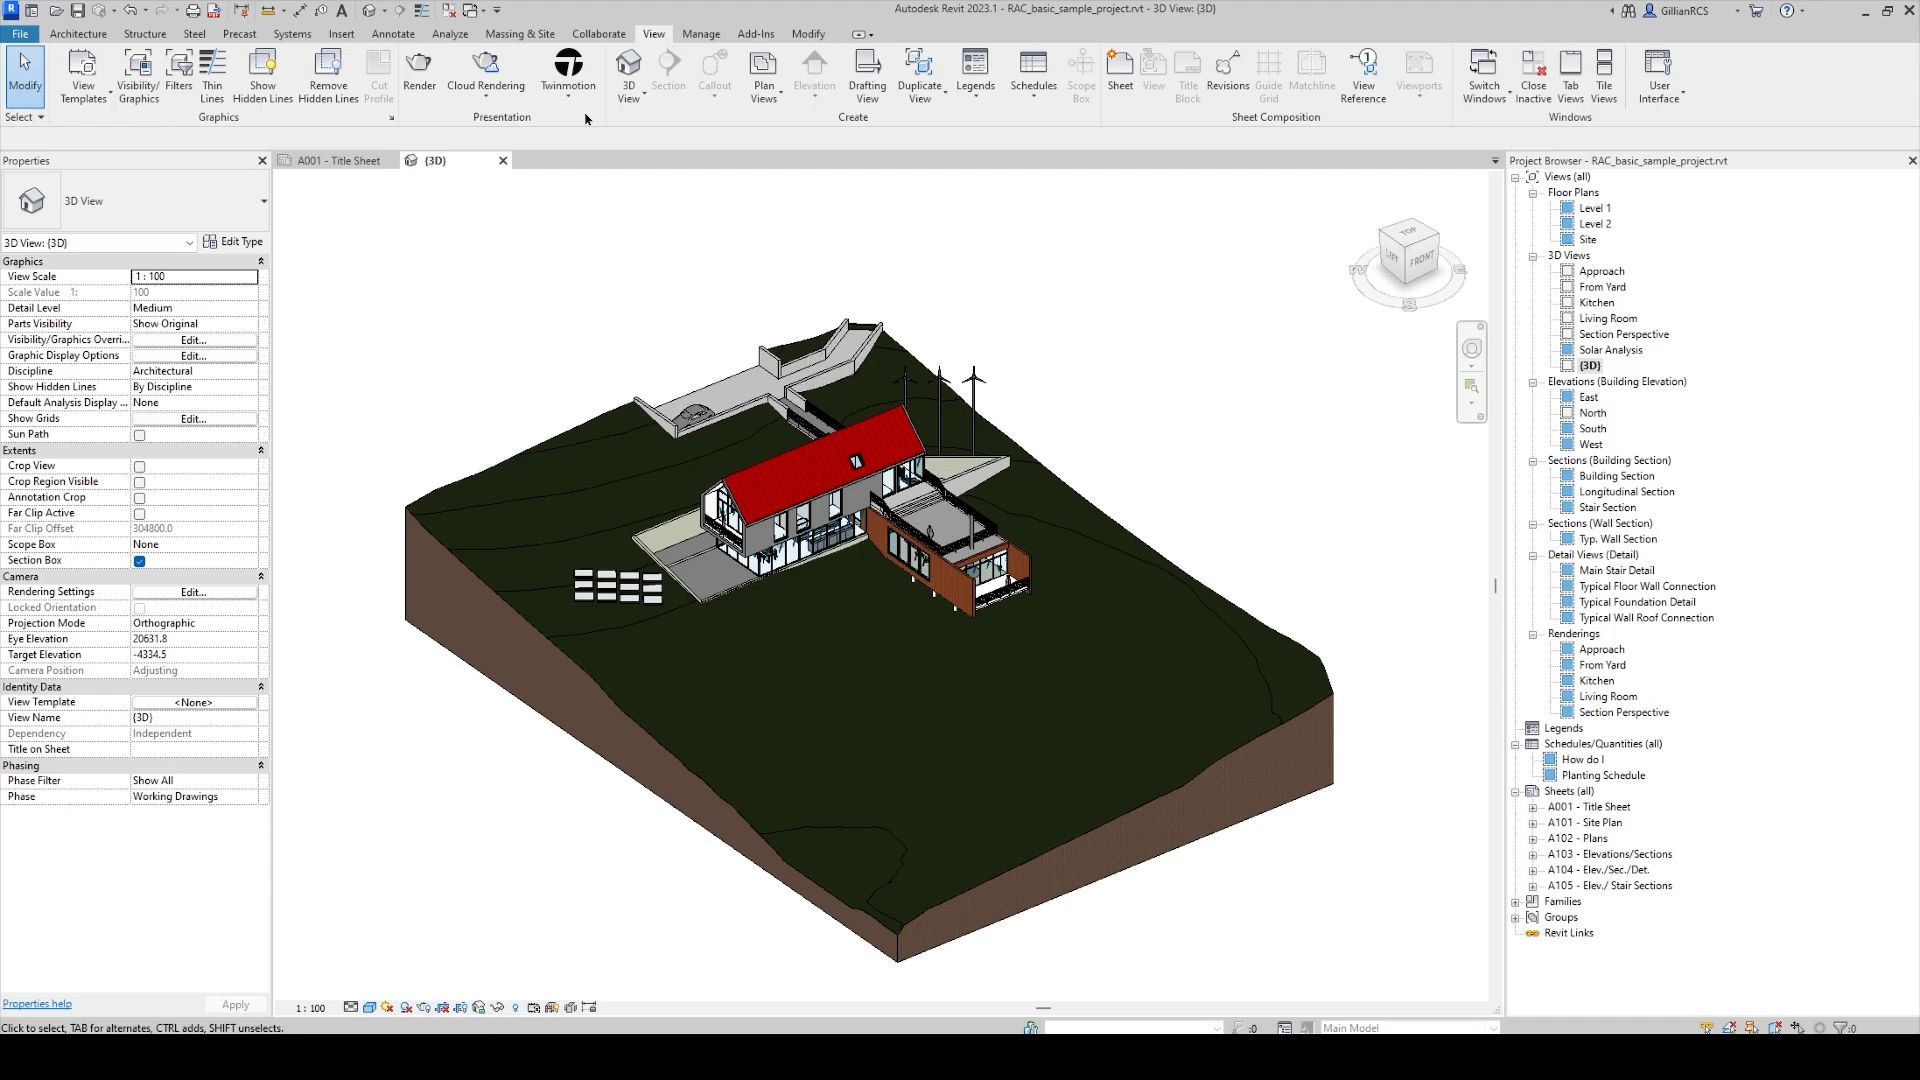 Autodesk Revit 2023.1 - RAC_basic_sample_project.rvt - 3D View: {3D}
GillianRCS
File Architecture Structure Steel Precast Systems Insert Annotate Analyze Massing & Site Collaborate View Manage Add-Ins Modify
Modify
View Templates
Visibility/ Graphics
Filters
Thin Lines
Show Hidden Lines
Remove Hidden Lines
Cut Profile
Render
Cloud Rendering
Twinmotion
3D View
Section
Callout
Plan Views
Elevation
Drafting View
Duplicate View
Legends
Schedules
Scope Box
Sheet
View
Title Block
Revisions
Guide Grid
Matchline
View Reference
Viewports
Switch Windows
Close Inactive
Tab Views
Tile Views
User Interface
Select Graphics Presentation Create Sheet Composition Windows
Properties
3D View
3D View: {3D} Edit Type
Graphics
View Scale 1 : 100
Scale Value 1: 100
Detail Level Medium
Parts Visibility Show Original
Visibility/Graphics Overri... Edit...
Graphic Display Options Edit...
Discipline Architectural
Show Hidden Lines By Discipline
Default Analysis Display ... None
Show Grids Edit...
Sun Path
Extents
Crop View
Crop Region Visible
Annotation Crop
Far Clip Active
Far Clip Offset 304800.0
Scope Box None
Section Box
Camera
Rendering Settings Edit...
Locked Orientation
Projection Mode Orthographic
Eye Elevation 20631.8
Target Elevation -4334.5
Camera Position Adjusting
Identity Data
View Template <None>
View Name {3D}
Dependency Independent
Title on Sheet
Phasing
Phase Filter Show All
Phase Working Drawings
Properties help Apply
A001 - Title Sheet {3D}
TOP
LEFT FRONT
W S E
1 : 100
Project Browser - RAC_basic_sample_project.rvt
Views (all)
Floor Plans
Level 1
Level 2
Site
3D Views
Approach
From Yard
Kitchen
Living Room
Section Perspective
Solar Analysis
{3D}
Elevations (Building Elevation)
East
North
South
West
Sections (Building Section)
Building Section
Longitudinal Section
Stair Section
Sections (Wall Section)
Typ. Wall Section
Detail Views (Detail)
Main Stair Detail
Typical Floor Wall Connection
Typical Foundation Detail
Typical Wall Roof Connection
Renderings
Approach
From Yard
Kitchen
Living Room
Section Perspective
Legends
Schedules/Quantities (all)
How do I
Planting Schedule
Sheets (all)
A001 - Title Sheet
A101 - Site Plan
A102 - Plans
A103 - Elevations/Sections
A104 - Elev./Sec./Det.
A105 - Elev./ Stair Sections
Families
Groups
Revit Links
Click to select, TAB for alternates, CTRL adds, SHIFT unselects. :0 Main Model :0